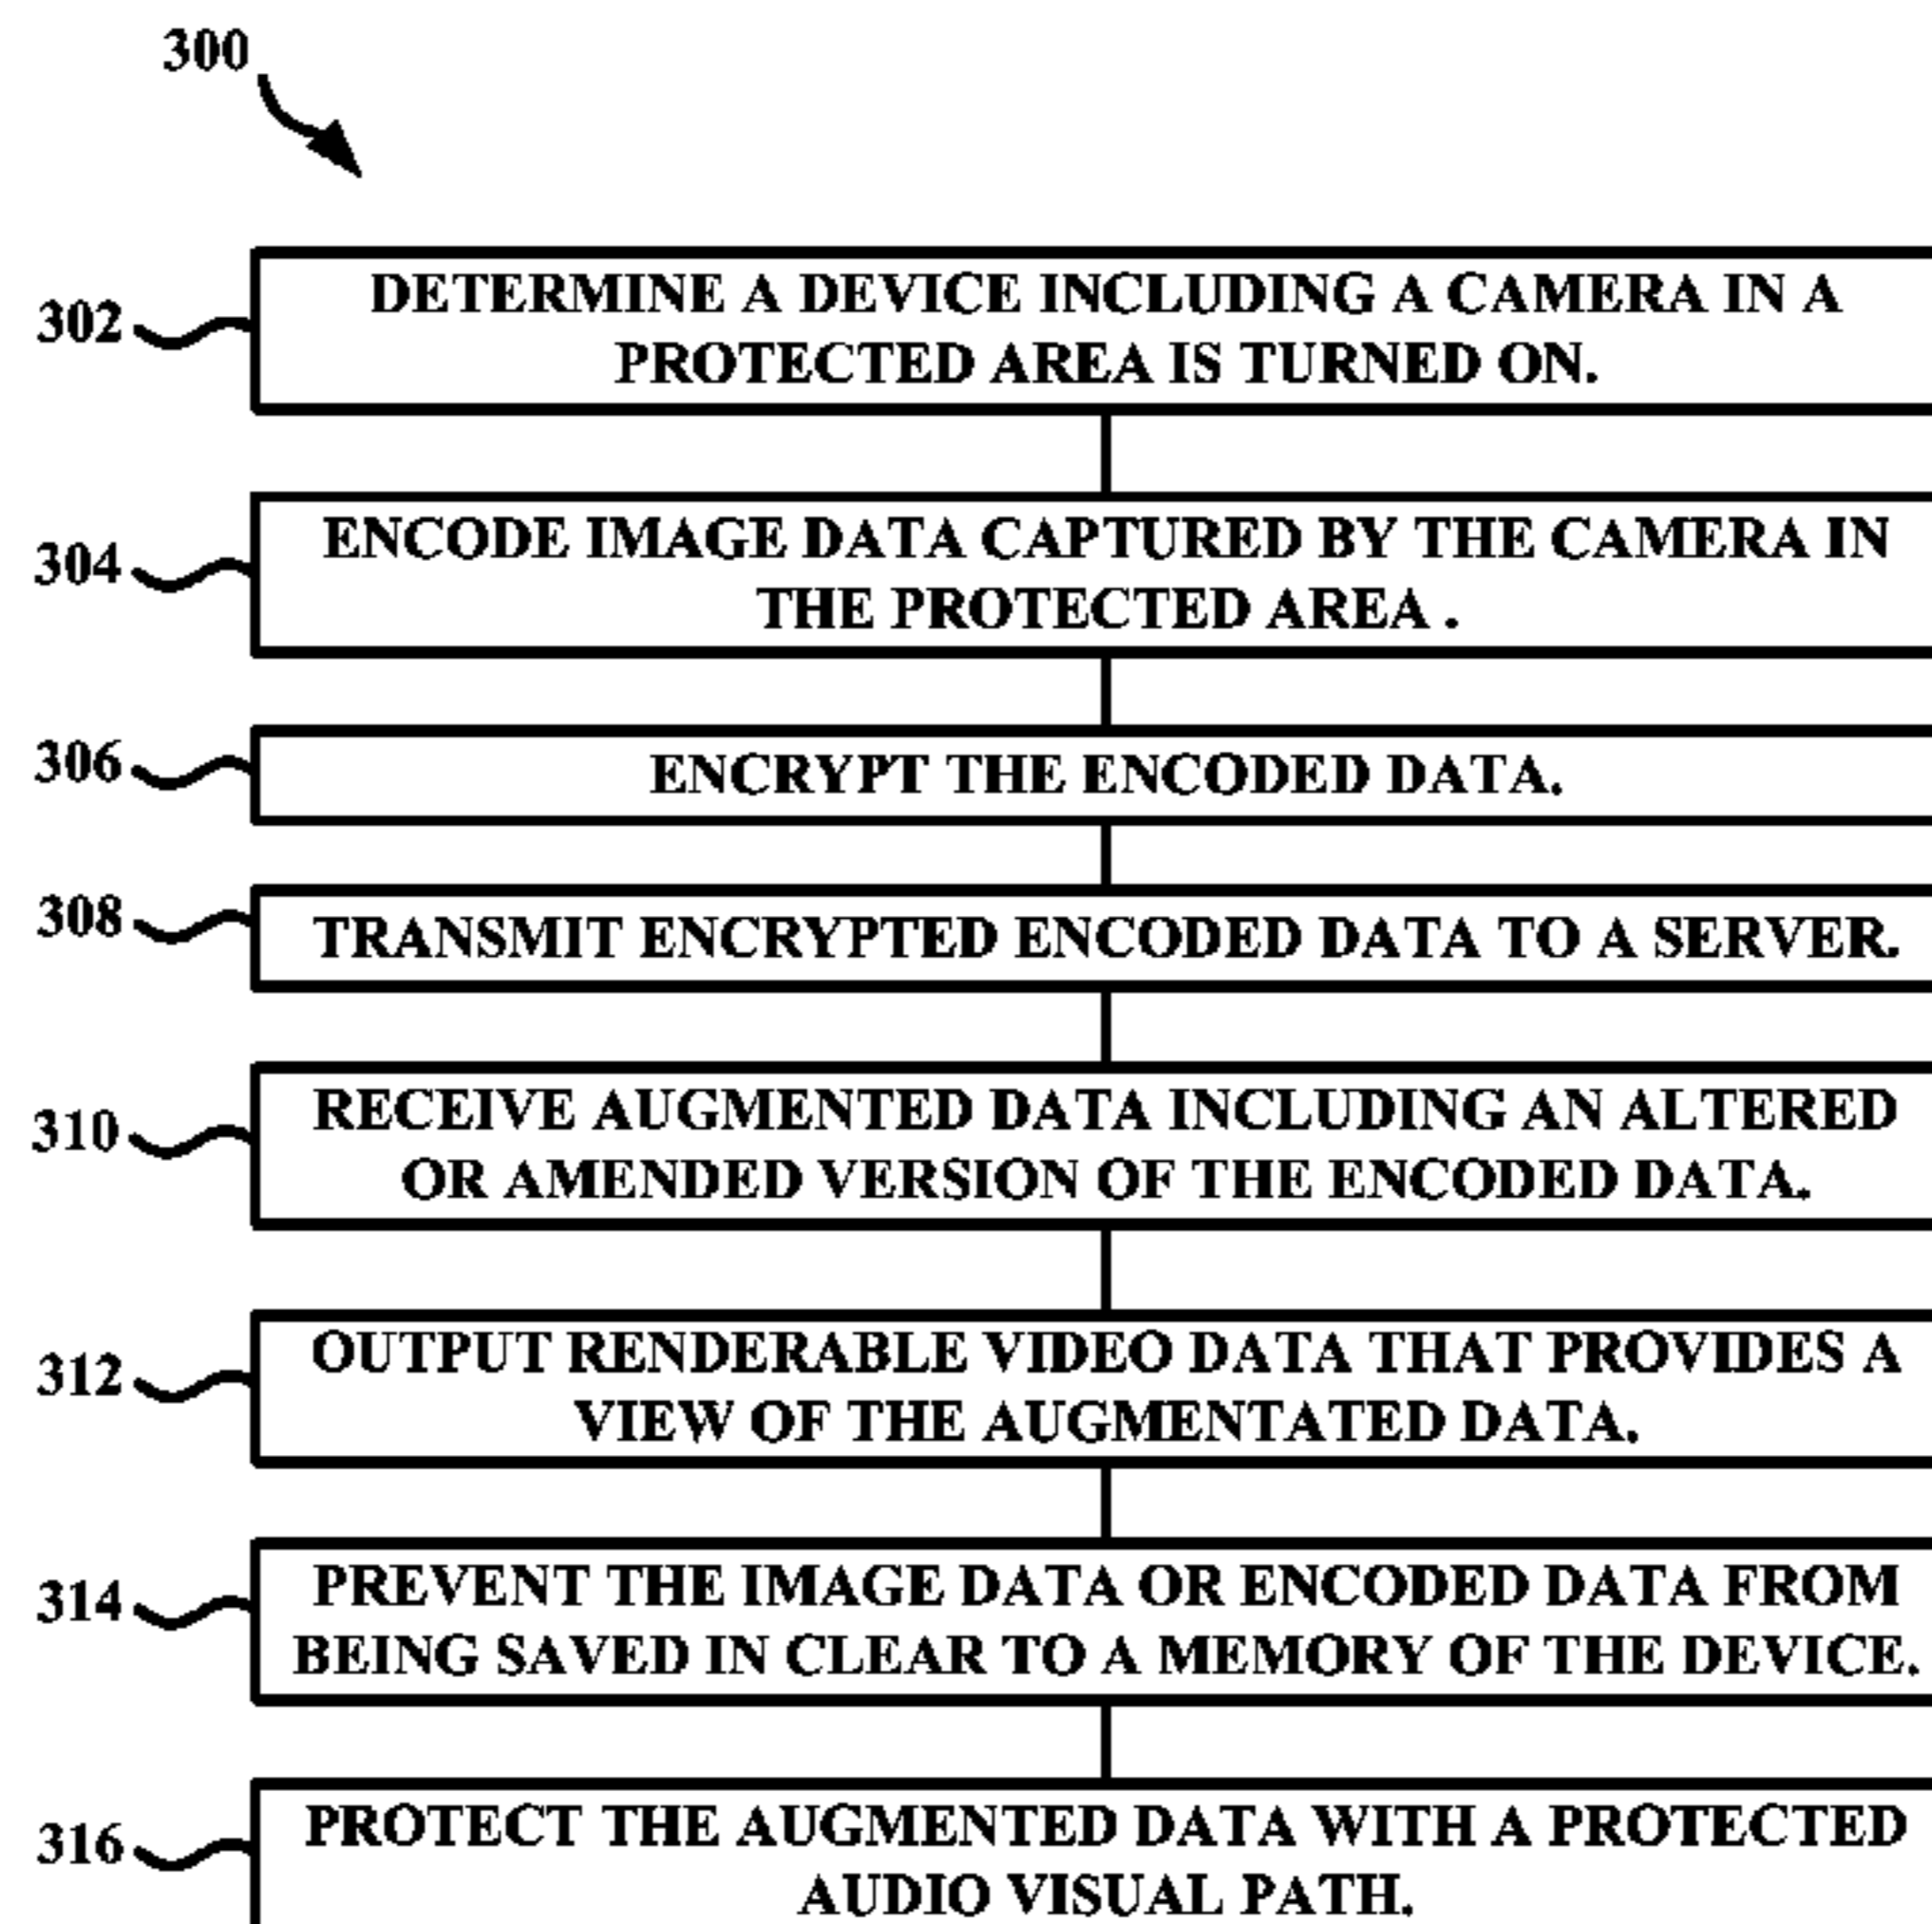 300
302
DETERMINE A DEVICE INCLUDING A CAMERA IN A
PROTECTED AREA IS TURNED ON.
304
ENCODE IMAGE DATA CAPTURED BY THE CAMERA IN
THE PROTECTED AREA .
306
ENCRYPT THE ENCODED DATA.
308
TRANSMIT ENCRYPTED ENCODED DATA TO A SERVER.
310
RECEIVE AUGMENTED DATA INCLUDING AN ALTERED
OR AMENDED VERSION OF THE ENCODED DATA.
312
OUTPUT RENDERABLE VIDEO DATA THAT PROVIDES A
VIEW OF THE AUGMENTATED DATA.
314
PREVENT THE IMAGE DATA OR ENCODED DATA FROM
BEING SAVED IN CLEAR TO A MEMORY OF THE DEVICE.
316
PROTECT THE AUGMENTED DATA WITH A PROTECTED
AUDIO VISUAL PATH.